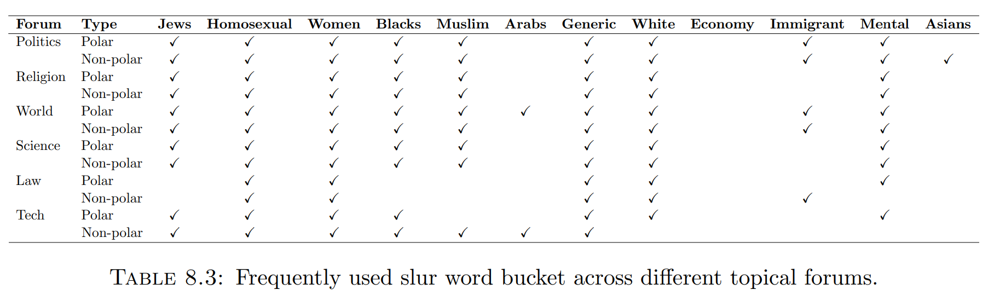 Forum Type Jews Homosexual Women Blacks Muslim Arabs Generic White Economy Immigrant Mental Asians
Politics Polar ✓ ✓ ✓ ✓ ✓ ✓ ✓ ✓ ✓
Non-polar ✓ ✓ ✓ ✓ ✓ ✓ ✓ ✓ ✓ ✓
Religion Polar ✓ ✓ ✓ ✓ ✓ ✓ ✓ ✓
Non-polar ✓ ✓ ✓ ✓ ✓ ✓ ✓ ✓
World Polar ✓ ✓ ✓ ✓ ✓ ✓ ✓ ✓ ✓ ✓
Non-polar ✓ ✓ ✓ ✓ ✓ ✓ ✓ ✓ ✓
Science Polar ✓ ✓ ✓ ✓ ✓ ✓ ✓ ✓
Non-polar ✓ ✓ ✓ ✓ ✓ ✓ ✓ ✓
Law Polar ✓ ✓ ✓ ✓ ✓
Non-polar ✓ ✓ ✓ ✓ ✓
Tech Polar ✓ ✓ ✓ ✓ ✓ ✓ ✓
Non-polar ✓ ✓ ✓ ✓ ✓ ✓ ✓
TABLE 8.3: Frequently used slur word bucket across different topical forums.